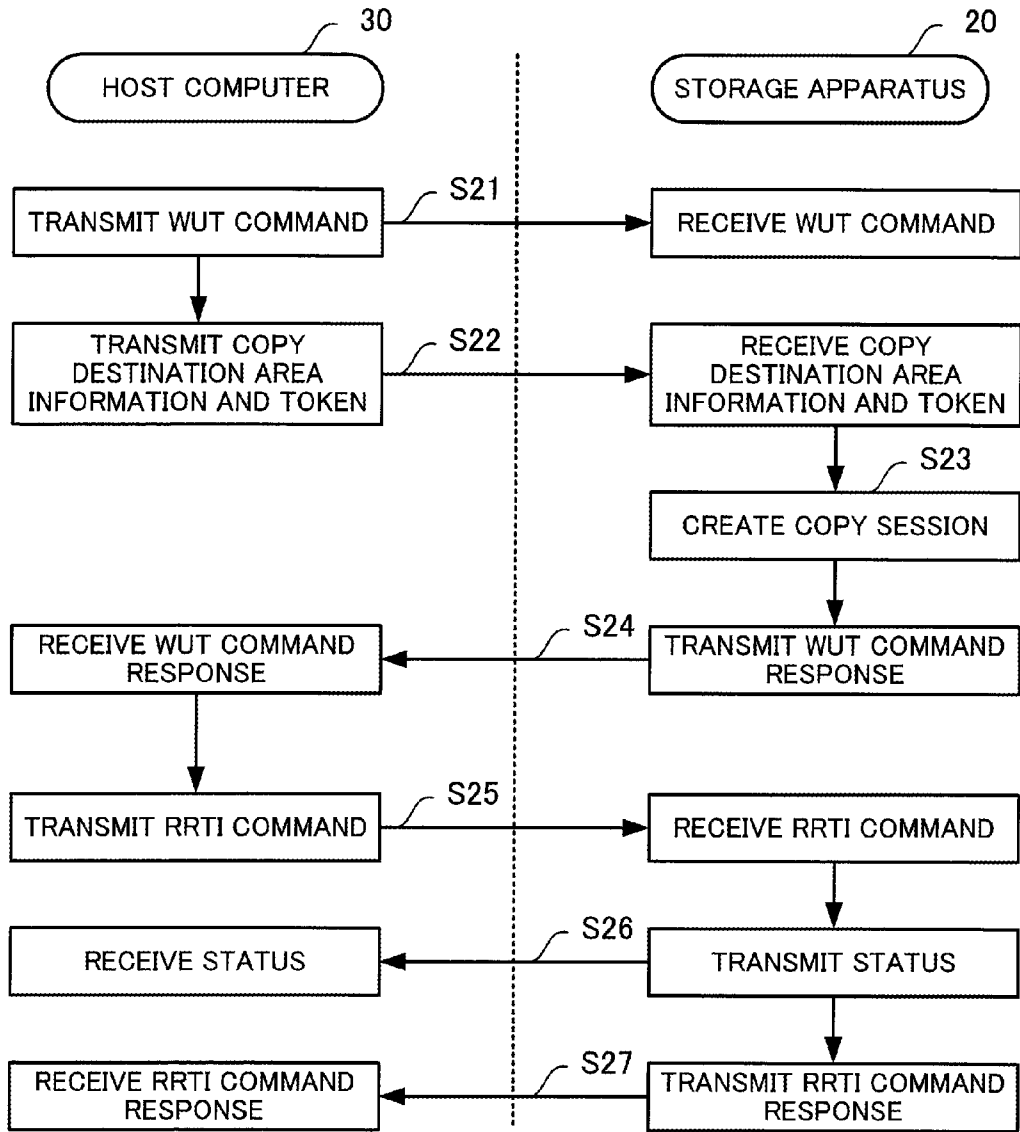 30
20
HOST COMPUTER
STORAGE APPARATUS
S21
TRANSMIT WUT COMMAND
RECEIVE WUT COMMAND
S22
TRANSMIT COPY
DESTINATION AREA
INFORMATION AND TOKEN
RECEIVE COPY
DESTINATION AREA
INFORMATION AND TOKEN
S23
CREATE COPY SESSION
S24
RECEIVE WUT COMMAND
RESPONSE
TRANSMIT WUT COMMAND
RESPONSE
S25
TRANSMIT RRTI COMMAND
RECEIVE RRTI COMMAND
S26
RECEIVE STATUS
TRANSMIT STATUS
S27
RECEIVE RRTI COMMAND
RESPONSE
TRANSMIT RRTI COMMAND
RESPONSE